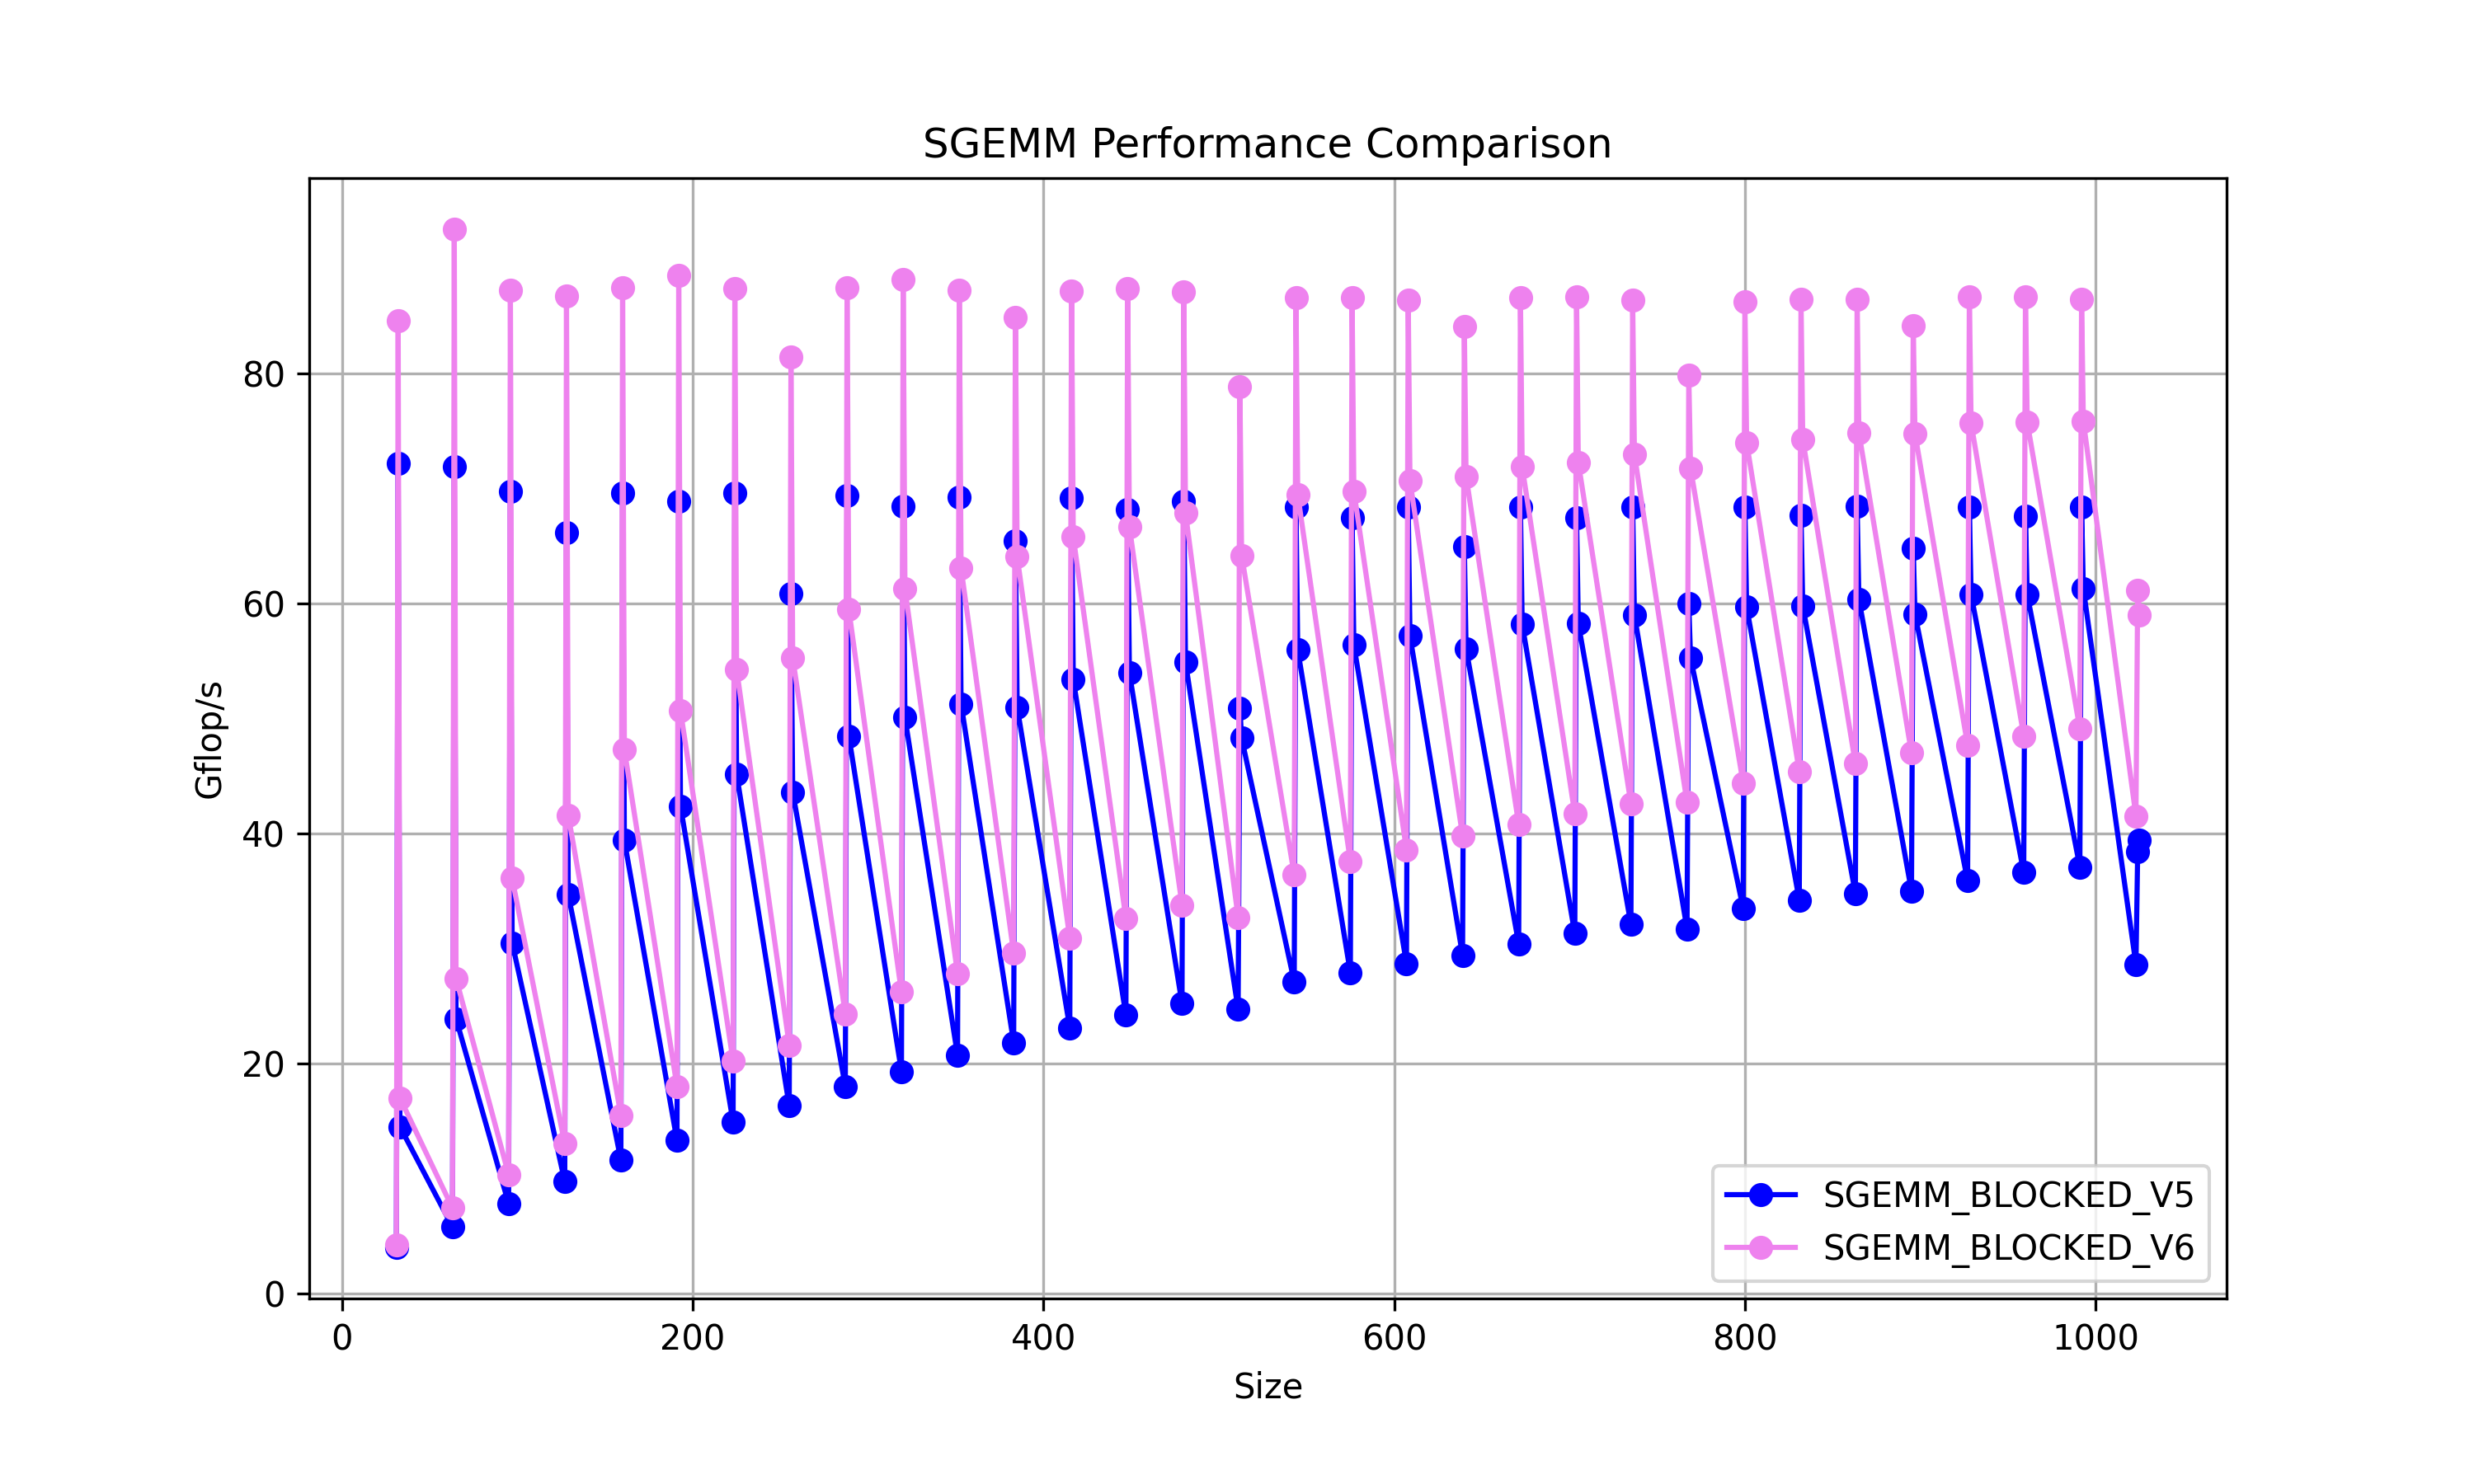 SGEMM Performance Comparison
Gflop/s
80
60
40
20
0
0 200 400 600 800 1000
Size
SGEMM_BLOCKED_V5
SGEMM_BLOCKED_V6